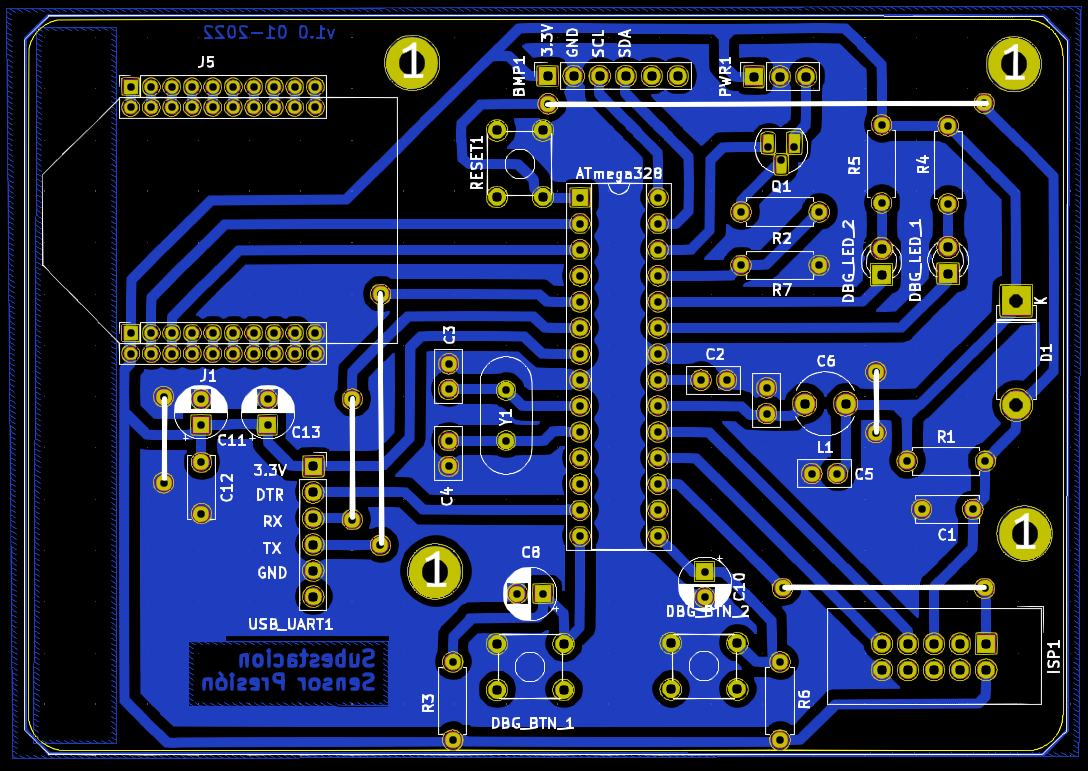 v1.0 01-2022
J5
BMP1
3.3V
GND
SCL
SDA
PWR1
1
1
RESET1
ATmega328
Q1
R5
R4
R2
R7
DBG_LED_2
DBG_LED_1
K
D1
C3
Y1
C2
C6
J1
C11
C13
L1
R1
C12
3.3V
DTR
RX
TX
GND
USB_UART1
C4
C5
C1
1
1
C8
C10
DBG_BTN_2
Subestacion
Sensor Presión
R3
DBG_BTN_1
R6
ISP1